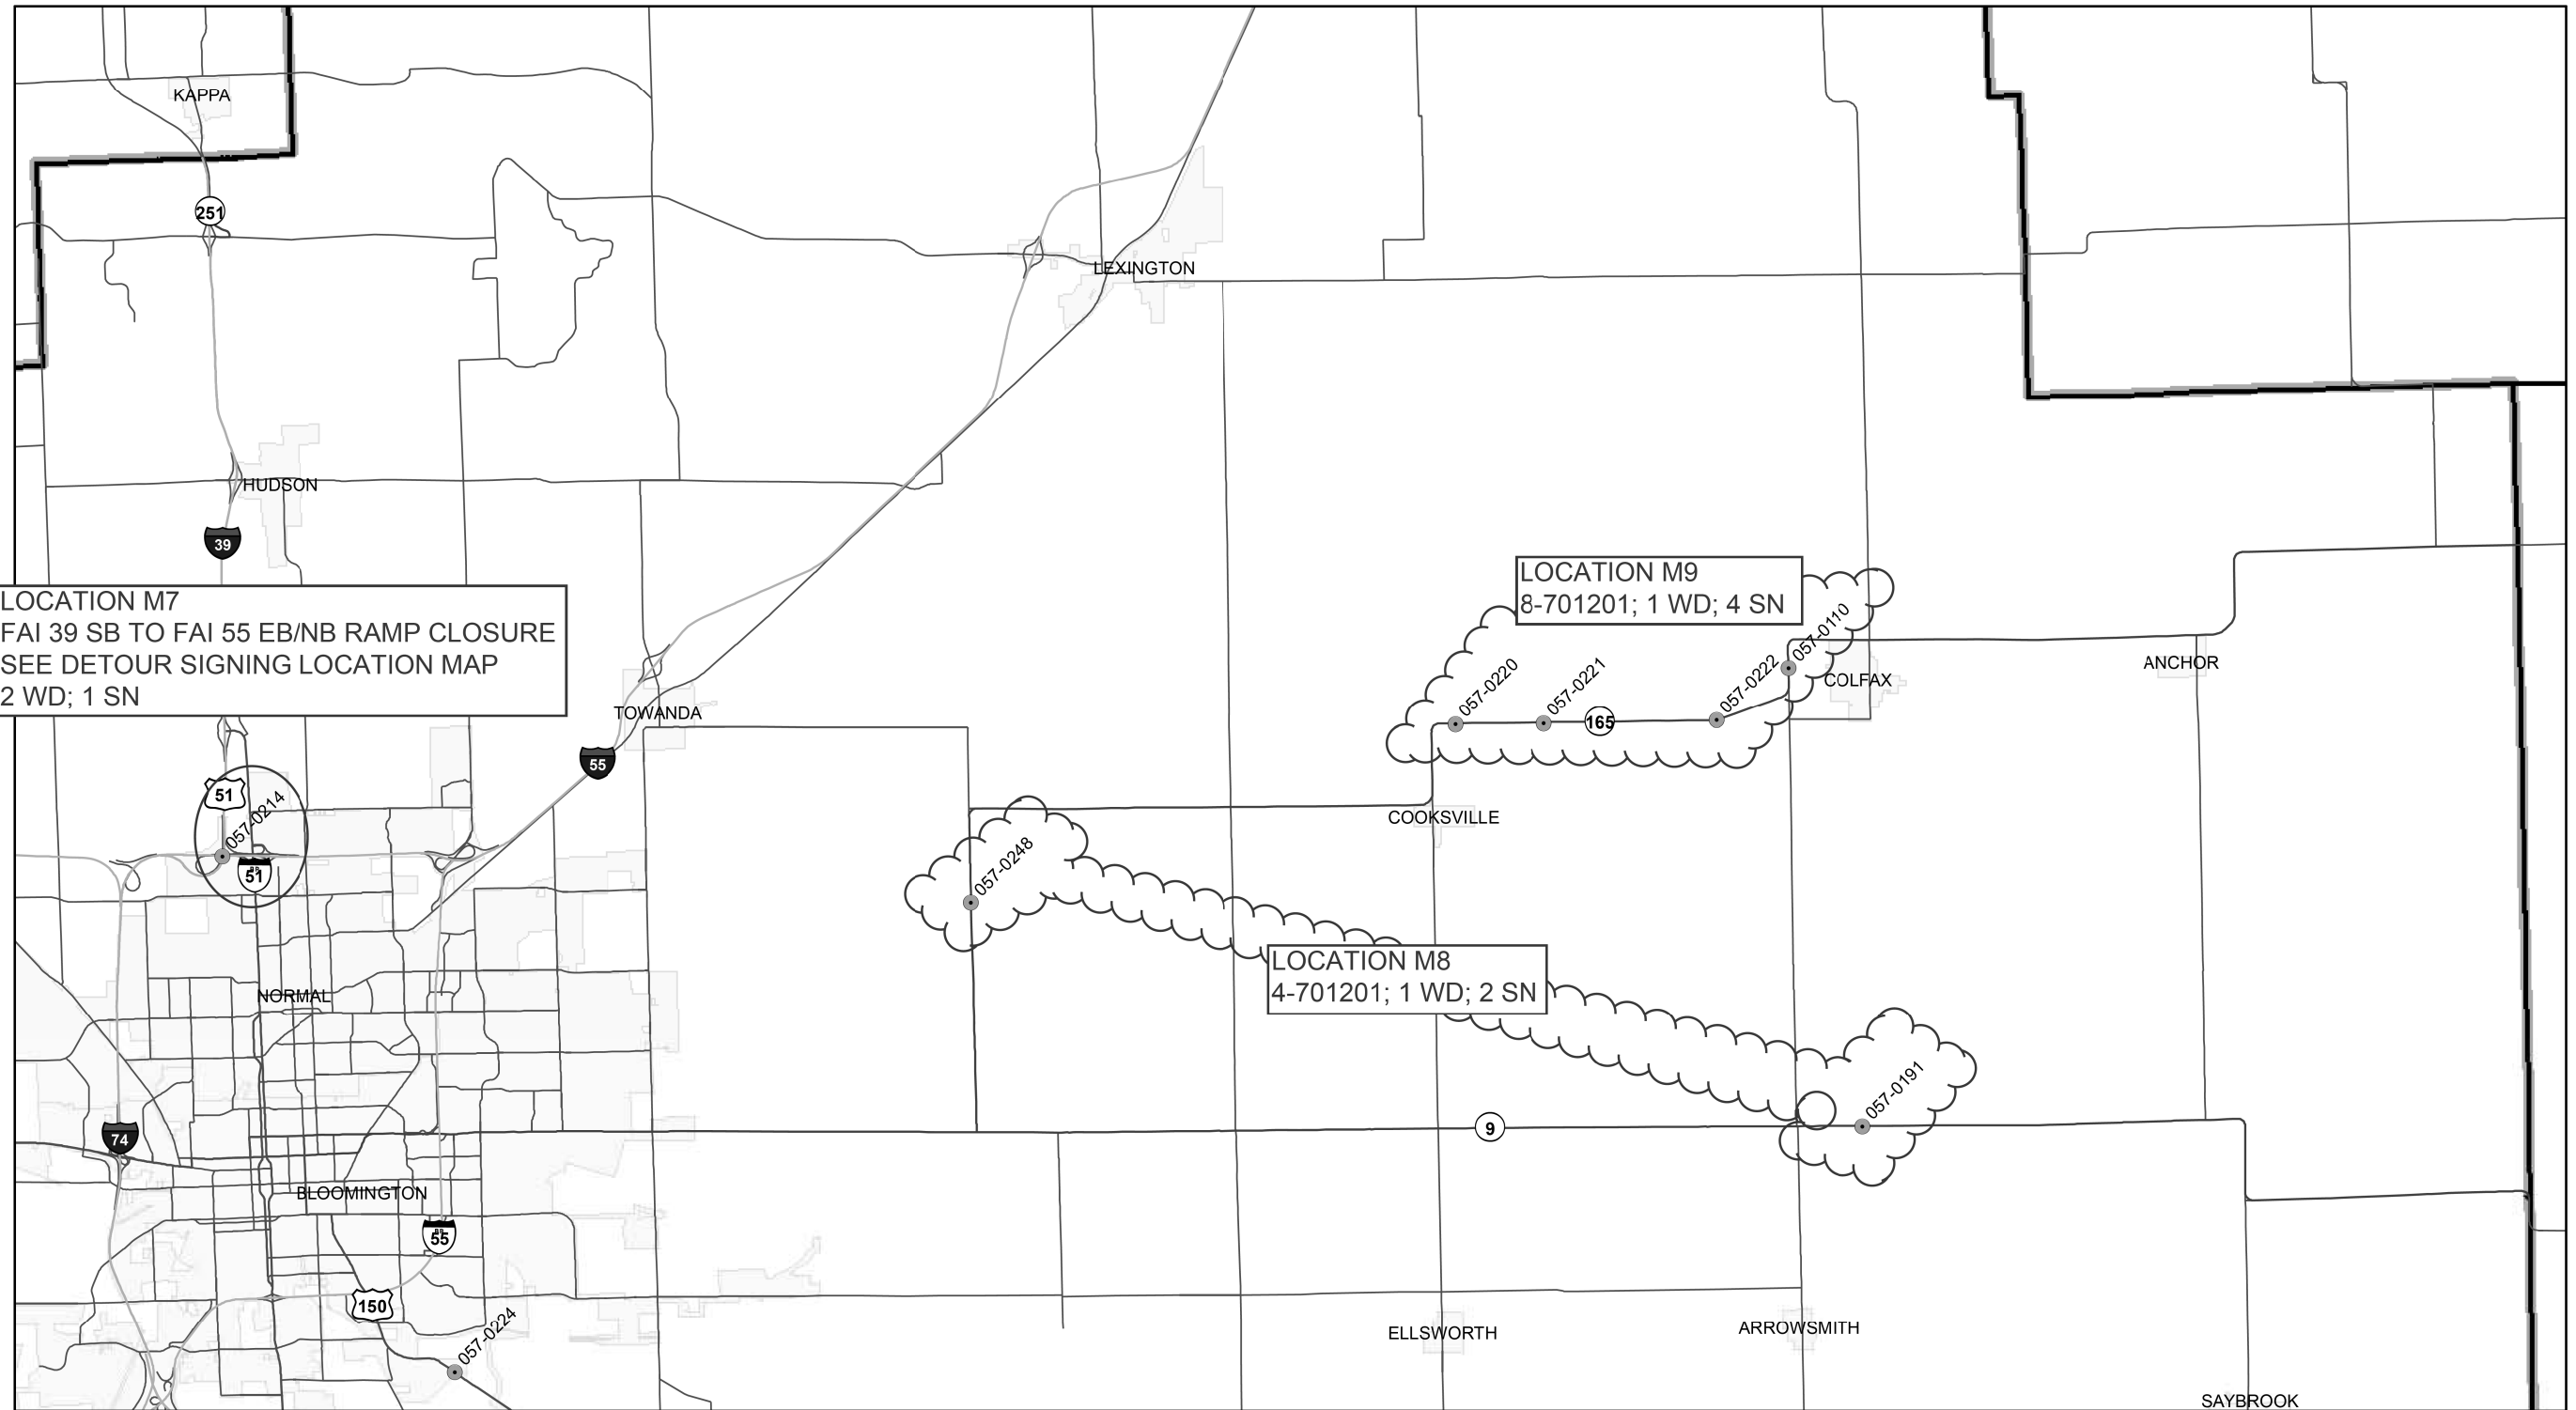 KAPPA
251
LEXINGTON
HUDSON
39
LOCATION M7
FAI 39 SB TO FAI 55 EB/NB RAMP CLOSURE
SEE DETOUR SIGNING LOCATION MAP
2 WD; 1 SN
LOCATION M9
8-701201; 1 WD; 4 SN
057-0110
057-0220
057-0221
057-0222
165
COLFAX
ANCHOR
TOWANDA
55
51
057-0214
51
COOKSVILLE
057-0248
LOCATION M8
4-701201; 1 WD; 2 SN
NORMAL
057-0191
9
74
BLOOMINGTON
55
150
057-0224
ELLSWORTH
ARROWSMITH
SAYBROOK